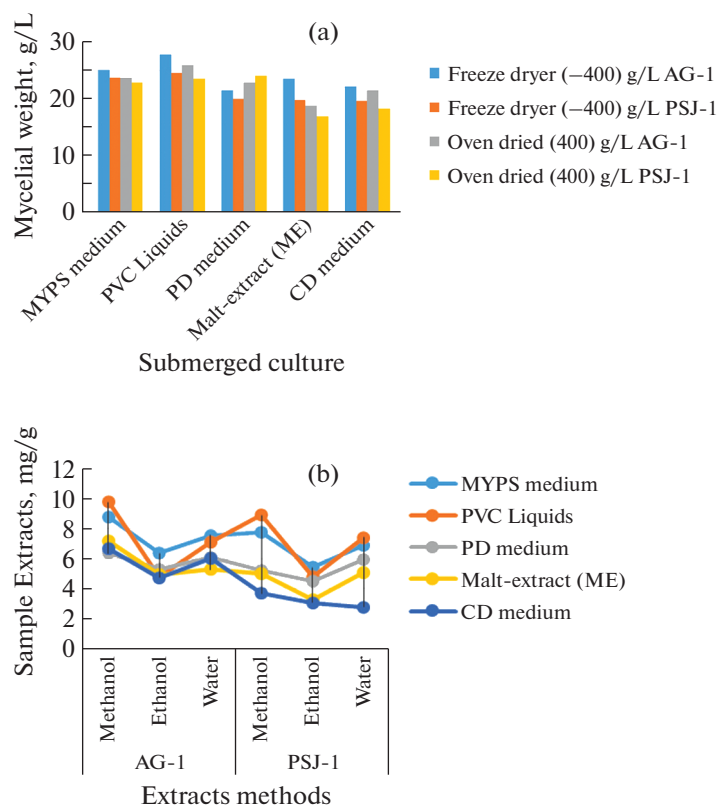 (a)
Mycelial weight, g/L
30
20
10
0
MYPS medium
PVC Liquids
PD medium
Malt-extract (ME)
CD medium
Submerged culture
Freeze dryer (−400) g/L AG-1
Freeze dryer (−400) g/L PSJ-1
Oven dried (400) g/L AG-1
Oven dried (400) g/L PSJ-1
(b)
Sample Extracts, mg/g
12
10
8
6
4
2
0
Methanol
Ethanol
Water
Methanol
Ethanol
Water
AG-1
PSJ-1
Extracts methods
MYPS medium
PVC Liquids
PD medium
Malt-extract (ME)
CD medium